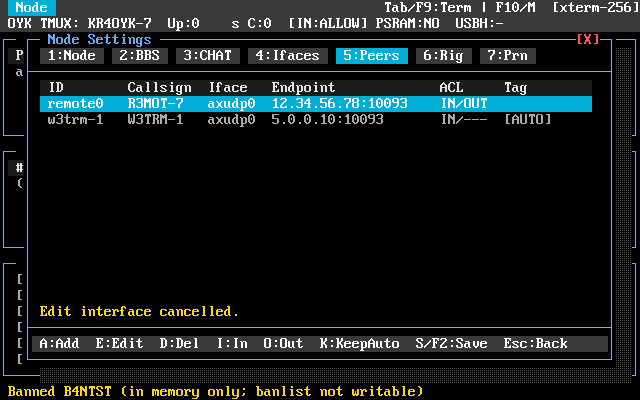 Node Tab/F9:Term | F10/M [xterm-256]
OYK TMUX: KR4OYK-7 Up:0 s C:0 [IN:ALLOW] PSRAM:NO USBH:-
Node Settings [X]
P 1:Node 2:BBS 3:CHAT 4:Ifaces 5:Peers 6:Rig 7:Prn
a
ID Callsign Iface Endpoint ACL Tag
remote0 R3MOT-7 axudp0 12.34.56.78:10093 IN/OUT
w3trm-1 W3TRM-1 axudp0 5.0.0.10:10093 IN/--- [AUTO]
#
(
[
[
Edit interface cancelled.
[
[
A:Add E:Edit D:Del I:In O:Out K:KeepAuto S/F2:Save Esc:Back
[
[
Banned B4NTST (in memory only; banlist not writable)